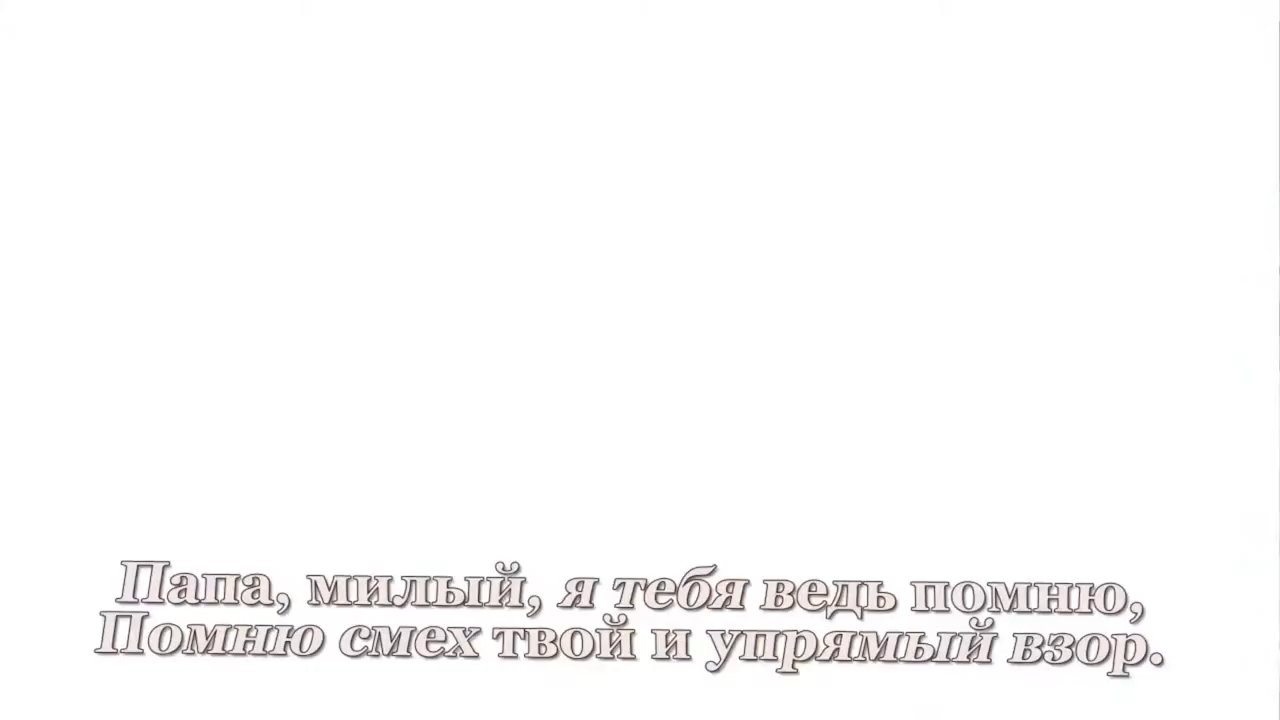 Папа, милый, я тебя ведь помню,
Помню смех твой и упрямый взор.